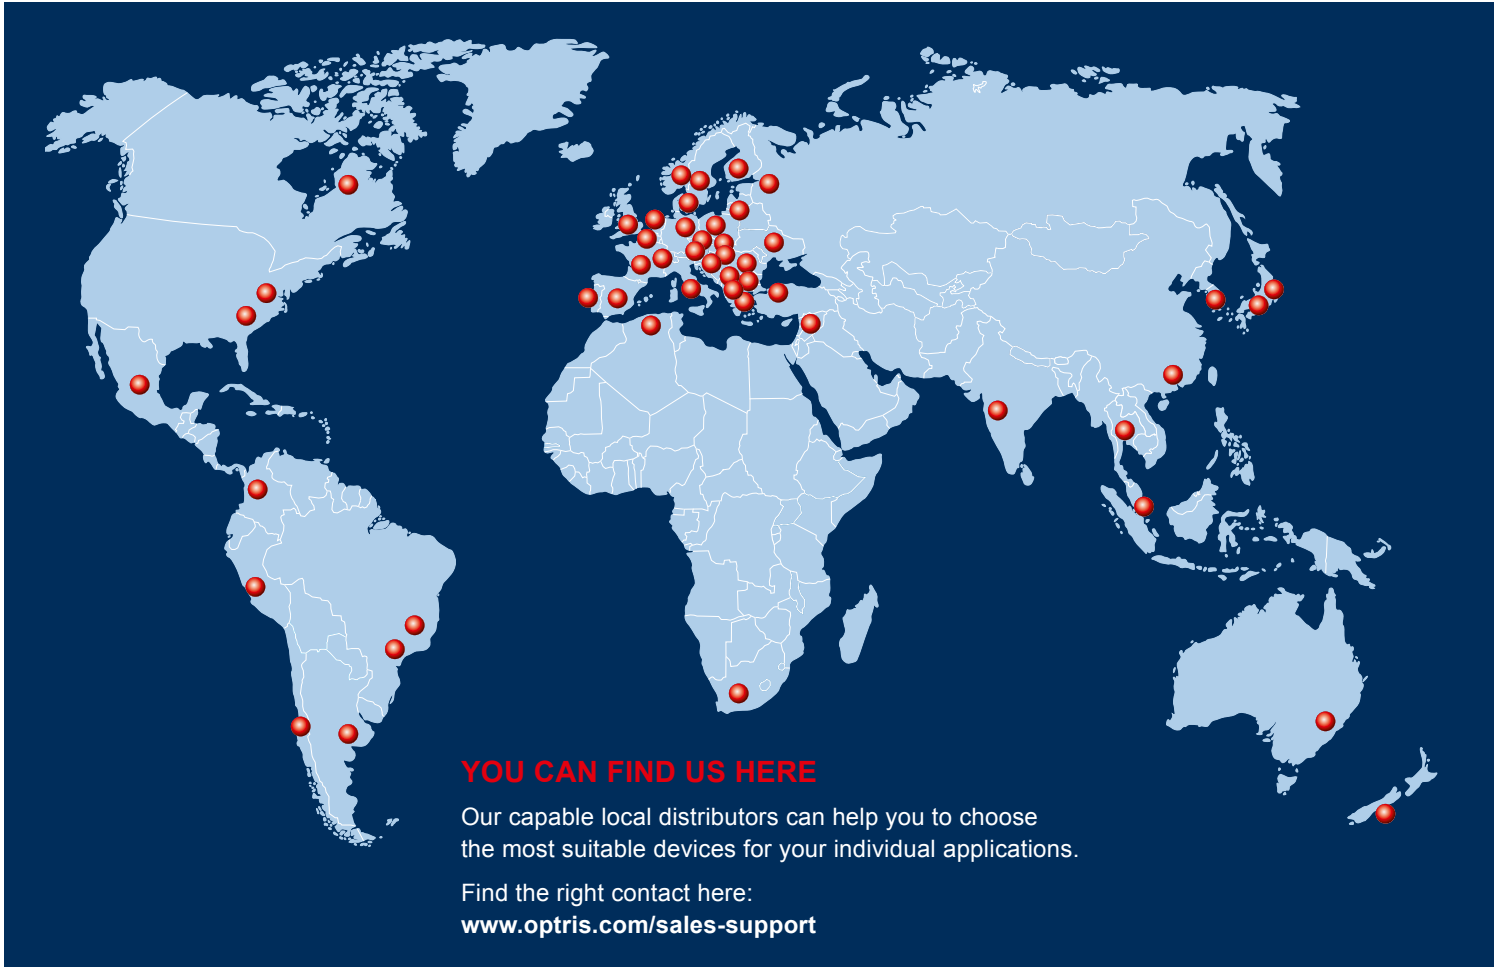 YOU CAN FIND US HERE
Our capable local distributors can help you to choose
the most suitable devices for your individual applications.
Find the right contact here:
www.optris.com/sales-support